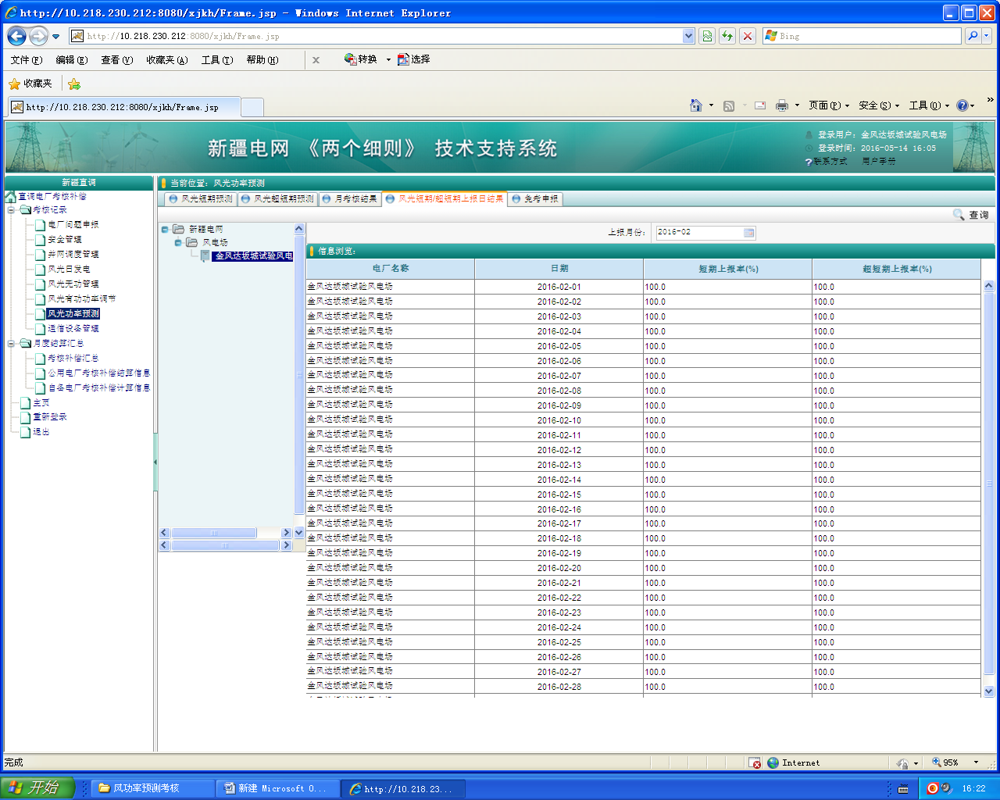 http://10.218.230.212:8080/xjkh/Frame.jsp - Windows Internet Explorer
http://10.218.230.212:8080/xjkh/Frame.jsp
Bing
文件(F) 编辑(E) 查看(V) 收藏夹(A) 工具(T) 帮助(H) x 转换 选择
收藏夹
http://10.218.230.212:8080/xjkh/Frame.jsp
页面(P) 安全(S) 工具(O) »
新疆电网 《两个细则》 技术支持系统
登录用户: 金风达坂城试验风电场
登录时间: 2016-05-14 16:05
联系方式 用户手册
新疆直调
直调电厂考核补偿
考核记录
电厂问题申报
安全管理
并网调度管理
风光日发电
风光无功管理
风光有功功率调节
风光功率预测
通信设备管理
月度结算汇总
考核补偿汇总
公用电厂考核补偿结算信息
自备电厂考核补偿计算信息
主页
重新登录
退出
当前位置: 风光功率预测
风光短期预测 风光超短期预测 月考核结果 风光短期/超短期上报日结果 免考申报
查询
新疆电网
风电场
金风达坂城试验风电
上报月份: 2016-02
信息浏览:
电厂名称 日期 短期上报率(%) 超短期上报率(%)
金风达坂城试验风电场 2016-02-01 100.0 100.0
金风达坂城试验风电场 2016-02-02 100.0 100.0
金风达坂城试验风电场 2016-02-03 100.0 100.0
金风达坂城试验风电场 2016-02-04 100.0 100.0
金风达坂城试验风电场 2016-02-05 100.0 100.0
金风达坂城试验风电场 2016-02-06 100.0 100.0
金风达坂城试验风电场 2016-02-07 100.0 100.0
金风达坂城试验风电场 2016-02-08 100.0 100.0
金风达坂城试验风电场 2016-02-09 100.0 100.0
金风达坂城试验风电场 2016-02-10 100.0 100.0
金风达坂城试验风电场 2016-02-11 100.0 100.0
金风达坂城试验风电场 2016-02-12 100.0 100.0
金风达坂城试验风电场 2016-02-13 100.0 100.0
金风达坂城试验风电场 2016-02-14 100.0 100.0
金风达坂城试验风电场 2016-02-15 100.0 100.0
金风达坂城试验风电场 2016-02-16 100.0 100.0
金风达坂城试验风电场 2016-02-17 100.0 100.0
金风达坂城试验风电场 2016-02-18 100.0 100.0
金风达坂城试验风电场 2016-02-19 100.0 100.0
金风达坂城试验风电场 2016-02-20 100.0 100.0
金风达坂城试验风电场 2016-02-21 100.0 100.0
金风达坂城试验风电场 2016-02-22 100.0 100.0
金风达坂城试验风电场 2016-02-23 100.0 100.0
金风达坂城试验风电场 2016-02-24 100.0 100.0
金风达坂城试验风电场 2016-02-25 100.0 100.0
金风达坂城试验风电场 2016-02-26 100.0 100.0
金风达坂城试验风电场 2016-02-27 100.0 100.0
金风达坂城试验风电场 2016-02-28 100.0 100.0
完成 Internet 95%
开始 风功率预测考核 新建 Microsoft O... http://10.218.23... 16:22